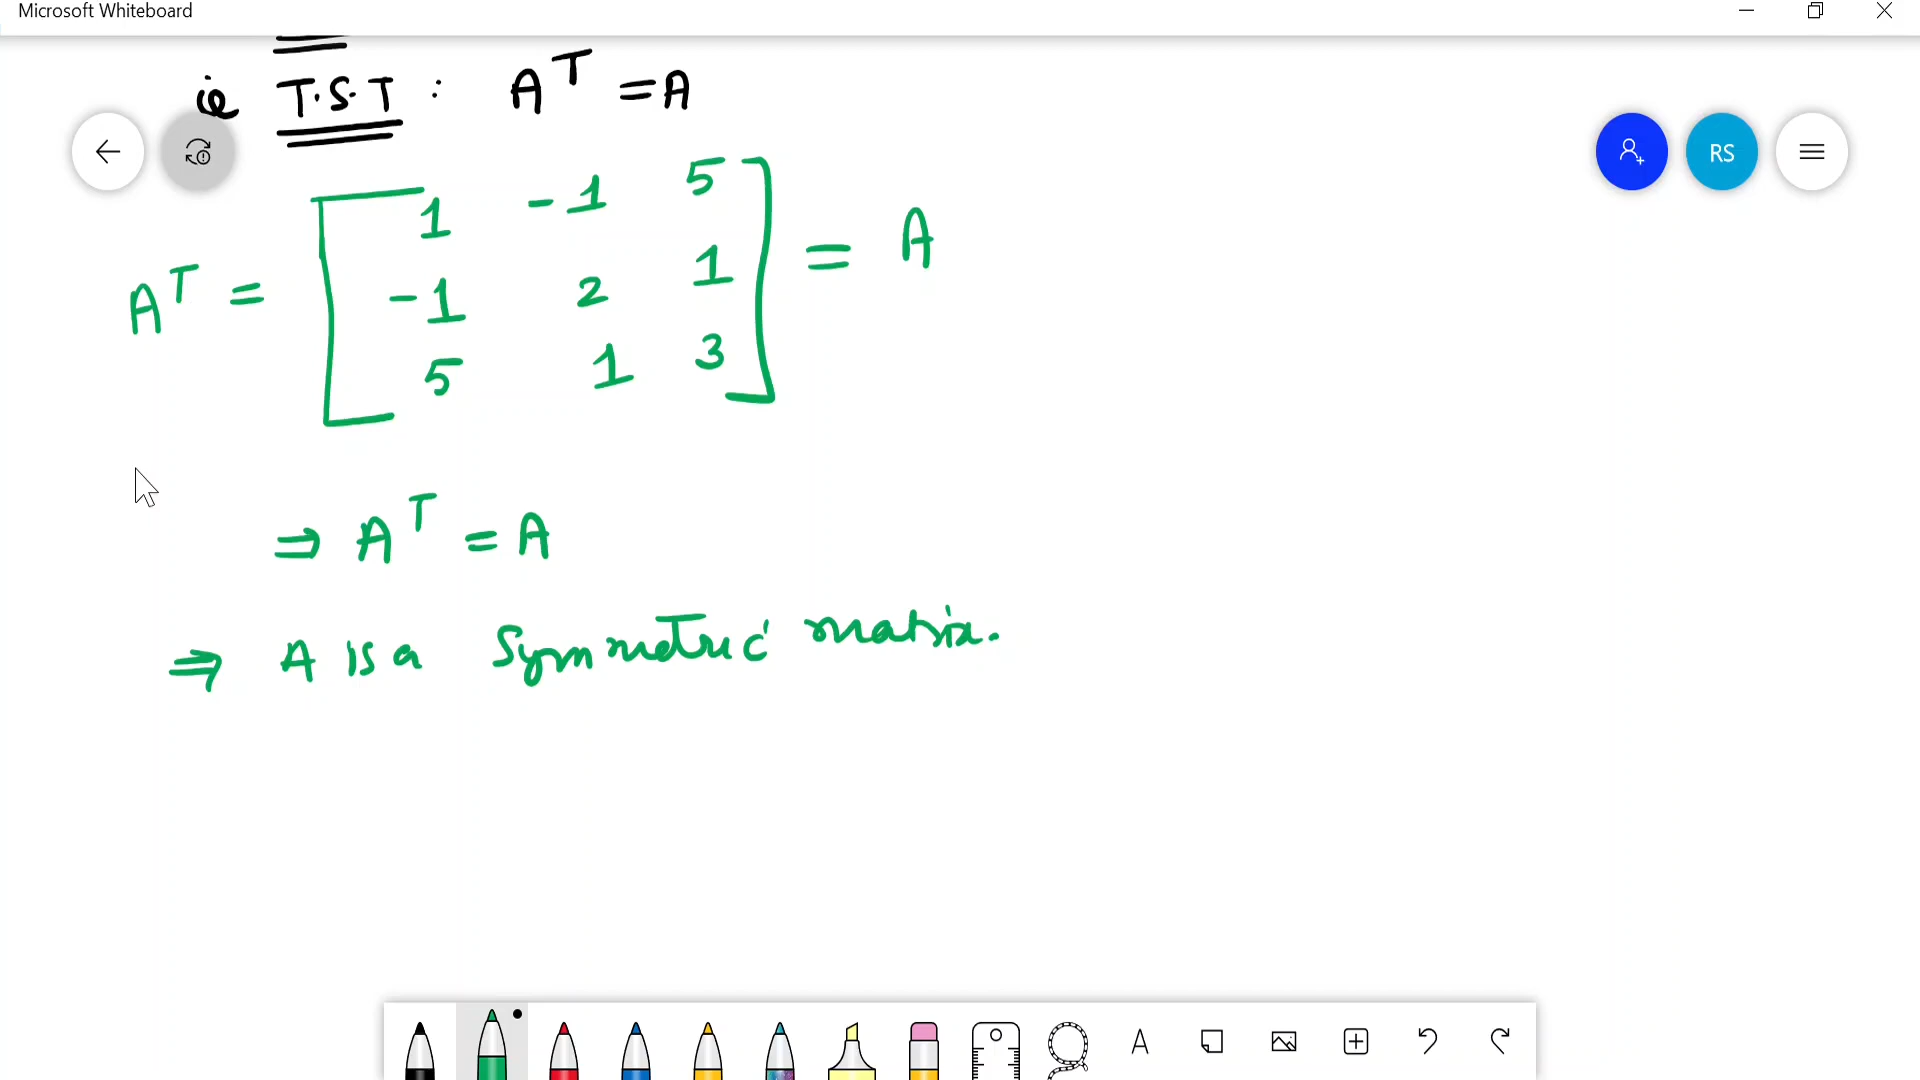 Microsoft Whiteboard
ie T.S.T : A^T = A
RS
A^T = [ 1 -1 5
-1 2 1
5 1 3 ] = A
⇒ A^T = A
⇒ A is a Symmetric matrix.
A